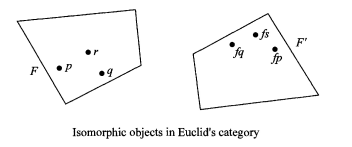 F
p
r
q
fq
fs
fp
F'
Isomorphic objects in Euclid's category